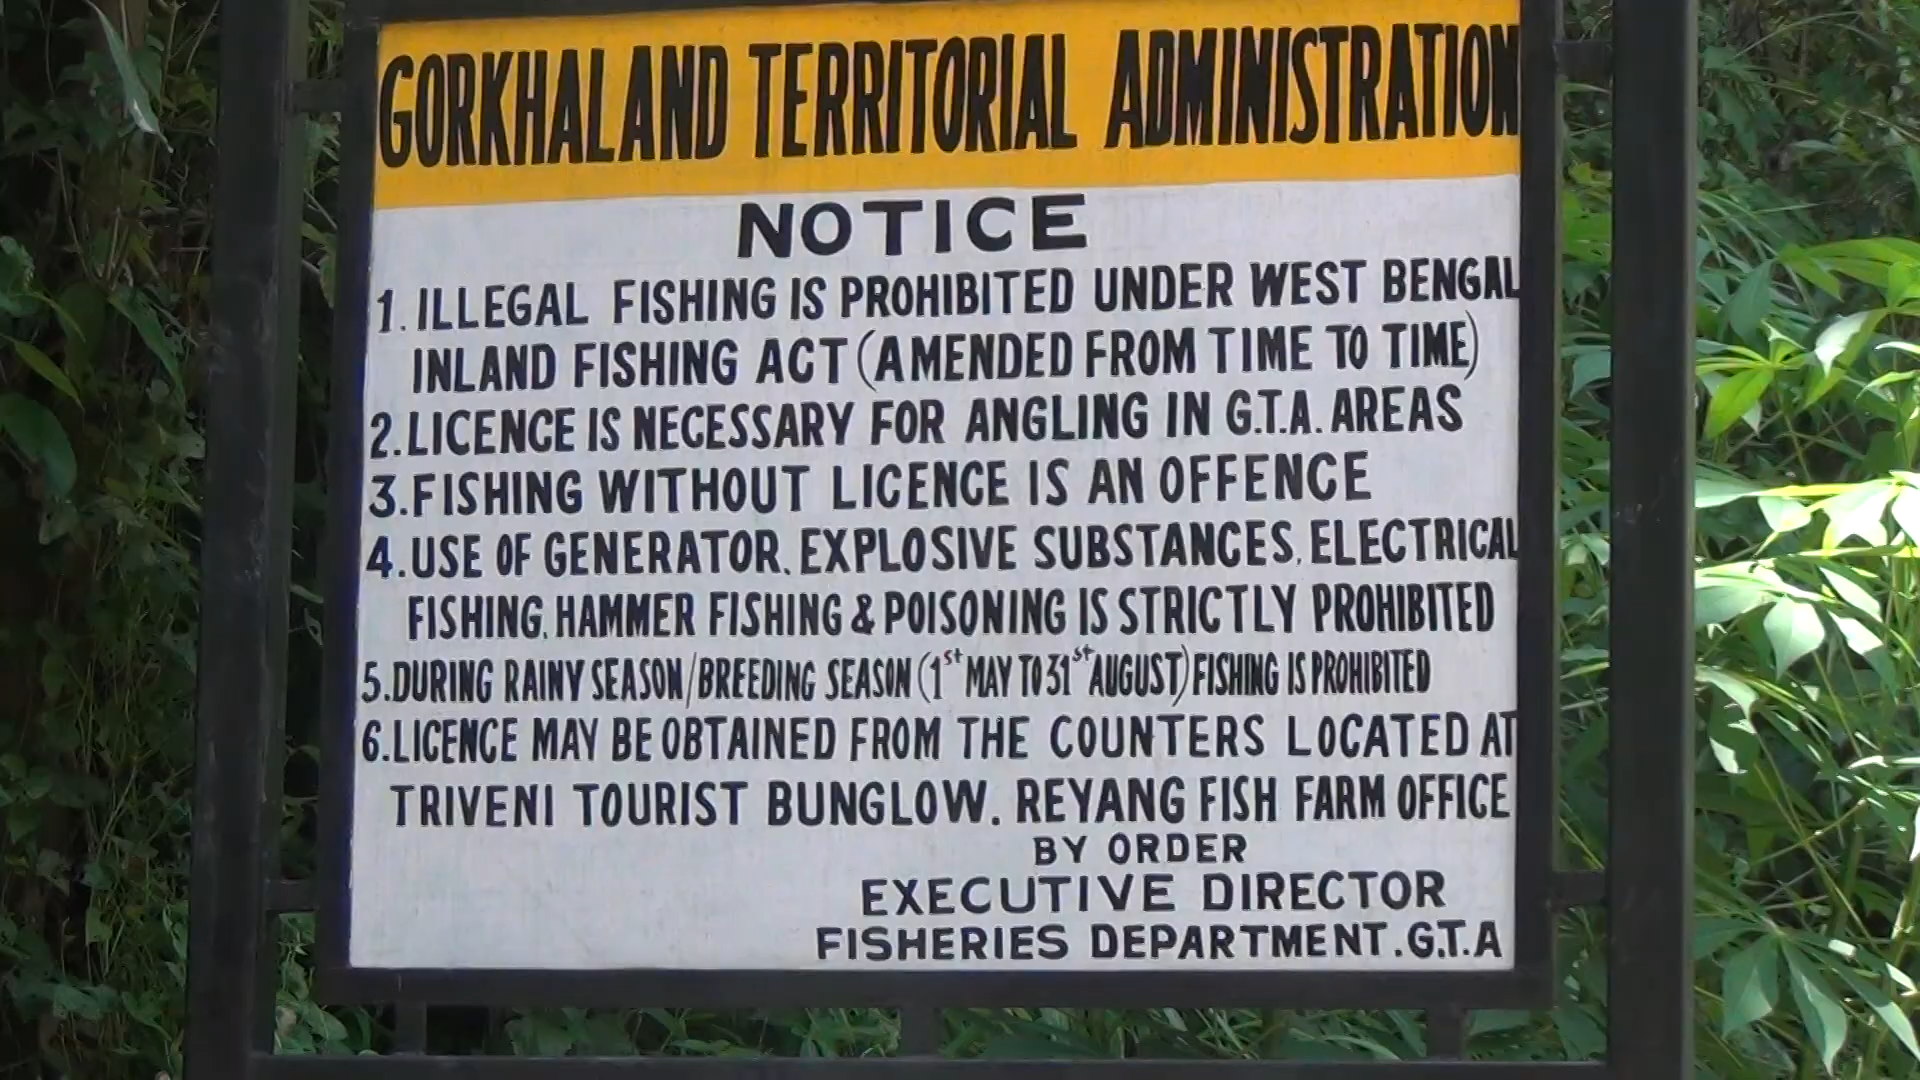 GORKHALAND TERRITORIAL ADMINISTRATION
NOTICE
1. ILLEGAL FISHING IS PROHIBITED UNDER WEST BENGAL
INLAND FISHING ACT (AMENDED FROM TIME TO TIME)
2. LICENCE IS NECESSARY FOR ANGLING IN G.T.A. AREAS
3. FISHING WITHOUT LICENCE IS AN OFFENCE
4. USE OF GENERATOR, EXPLOSIVE SUBSTANCES, ELECTRICAL
FISHING, HAMMER FISHING & POISONING IS STRICTLY PROHIBITED
5. DURING RAINY SEASON/BREEDING SEASON (1st MAY TO 31st AUGUST) FISHING IS PROHIBITED
6. LICENCE MAY BE OBTAINED FROM THE COUNTERS LOCATED AT
TRIVENI TOURIST BUNGLOW. REYANG FISH FARM OFFICE
BY ORDER
EXECUTIVE DIRECTOR
FISHERIES DEPARTMENT. G.T.A